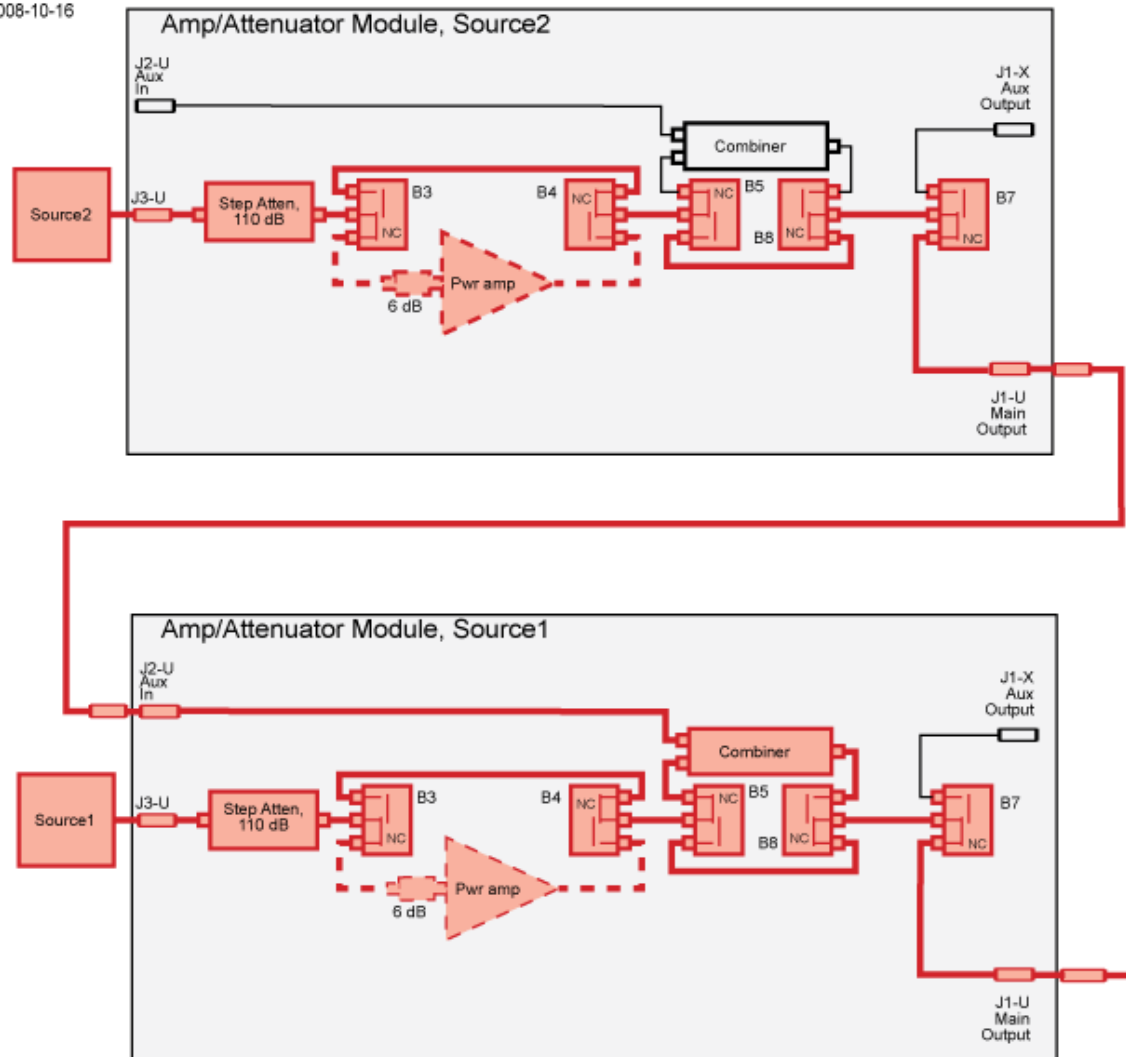 008-10-16
Amp/Attenuator Module, Source2
J2-U
Aux
In
J1-X
Aux
Output
Combiner
Source2
J3-U
Step Atten,
110 dB
B3
NC
B4
NC
B5
NC
B8
NC
B7
NC
Pwr amp
6 dB
J1-U
Main
Output
Amp/Attenuator Module, Source1
J2-U
Aux
In
J1-X
Aux
Output
Combiner
Source1
J3-U
Step Atten,
110 dB
B3
NC
B4
NC
B5
NC
B8
NC
B7
NC
Pwr amp
6 dB
J1-U
Main
Output